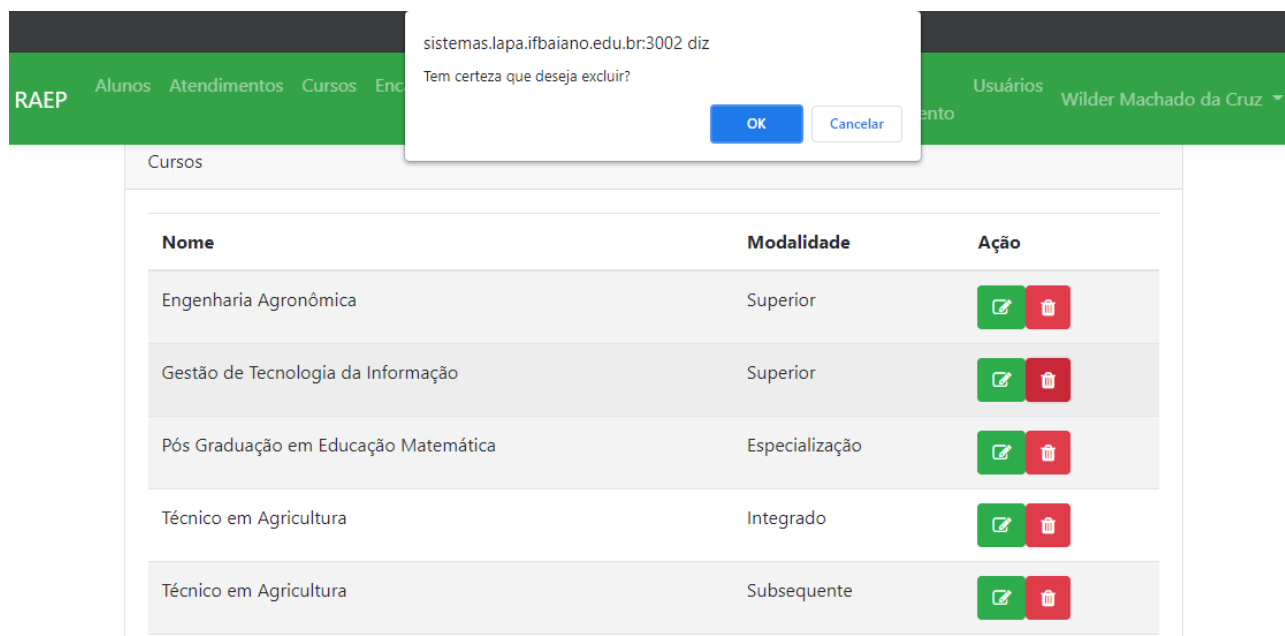 sistemas.lapa.ifbaiano.edu.br:3002 diz
Tem certeza que deseja excluir?
OK Cancelar
RAEP Alunos Atendimentos Cursos Usuários Wilder Machado da Cruz
Cursos
Nome Modalidade Ação
Engenharia Agronômica Superior
Gestão de Tecnologia da Informação Superior
Pós Graduação em Educação Matemática Especialização
Técnico em Agricultura Integrado
Técnico em Agricultura Subsequente